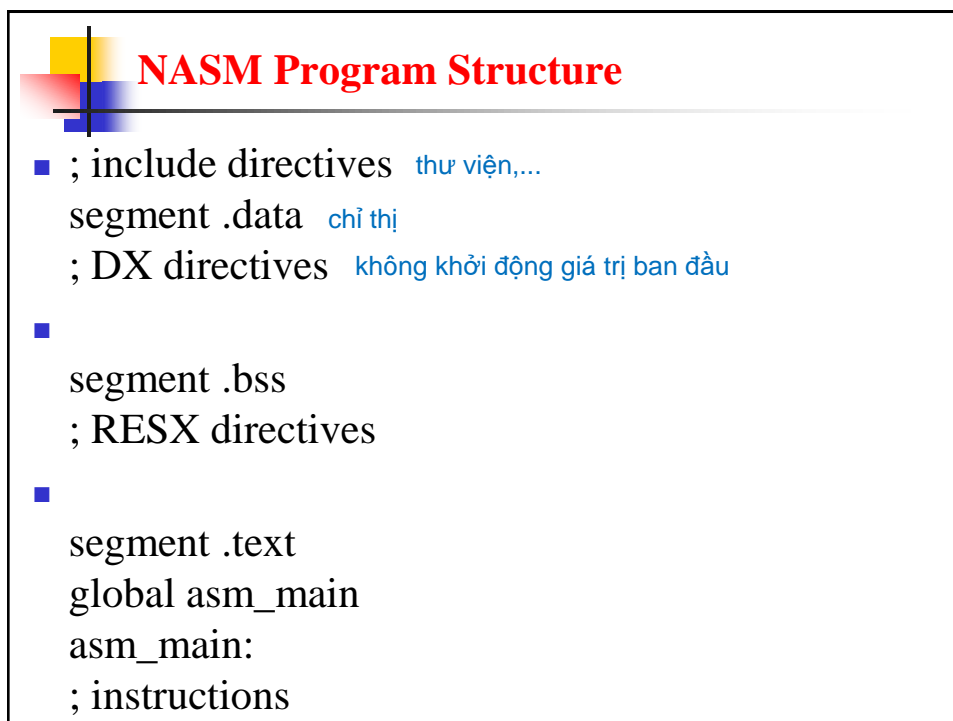 NASM Program Structure
; include directives thư viện,...
segment .data chỉ thị
; DX directives không khởi động giá trị ban đầu
segment .bss
; RESX directives
segment .text
global asm_main
asm_main:
; instructions